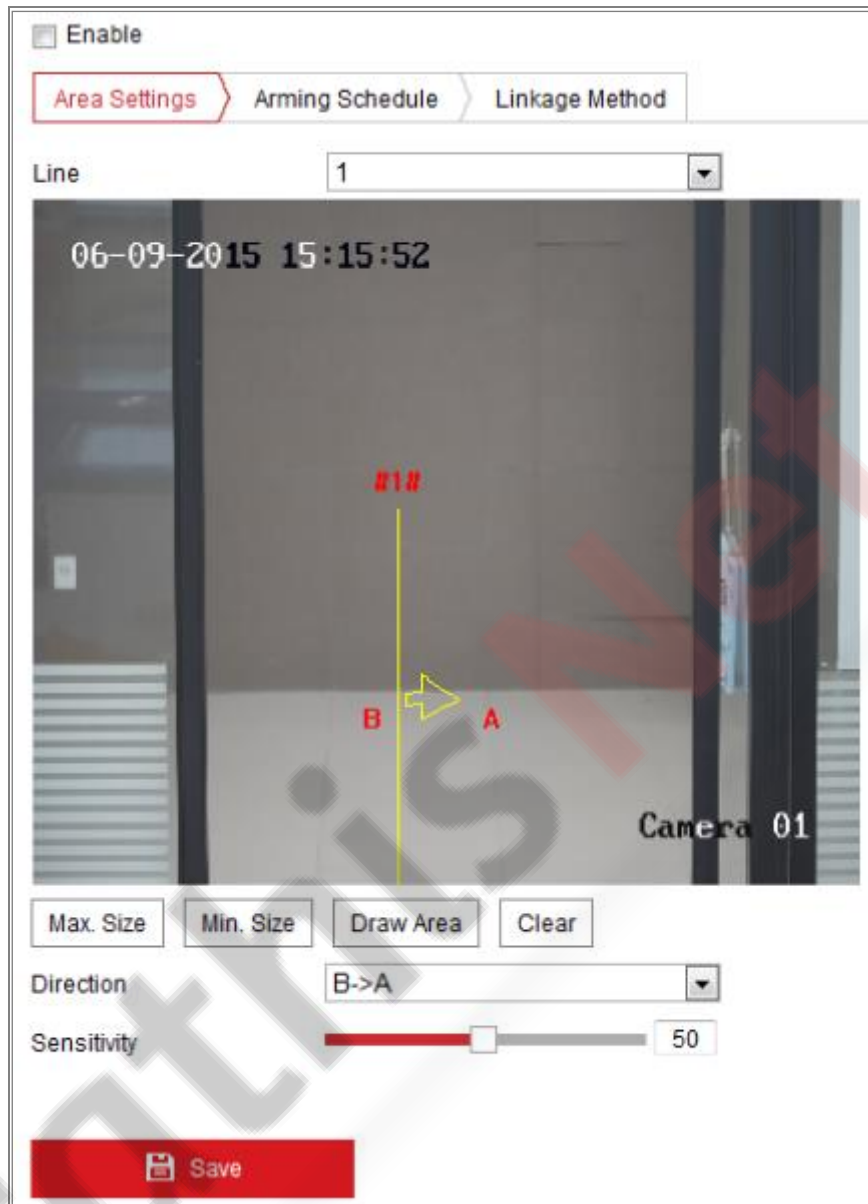 Enable
Area Settings Arming Schedule Linkage Method
Line 1
06-09-2015 15:15:52
#1#
B A
Camera 01
Max. Size Min. Size Draw Area Clear
Direction B->A
Sensitivity 50
Save